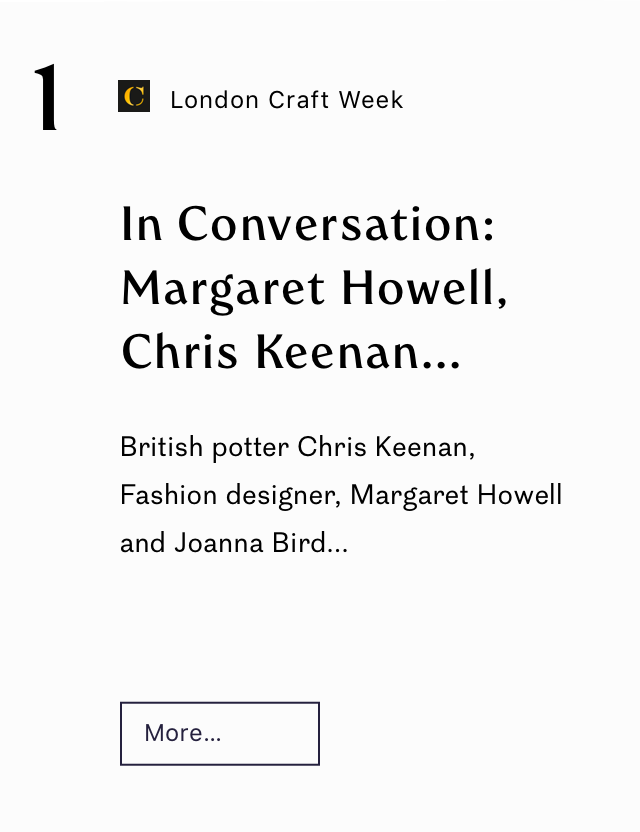 1
C London Craft Week
In Conversation:
Margaret Howell,
Chris Keenan...
British potter Chris Keenan,
Fashion designer, Margaret Howell
and Joanna Bird...
More...